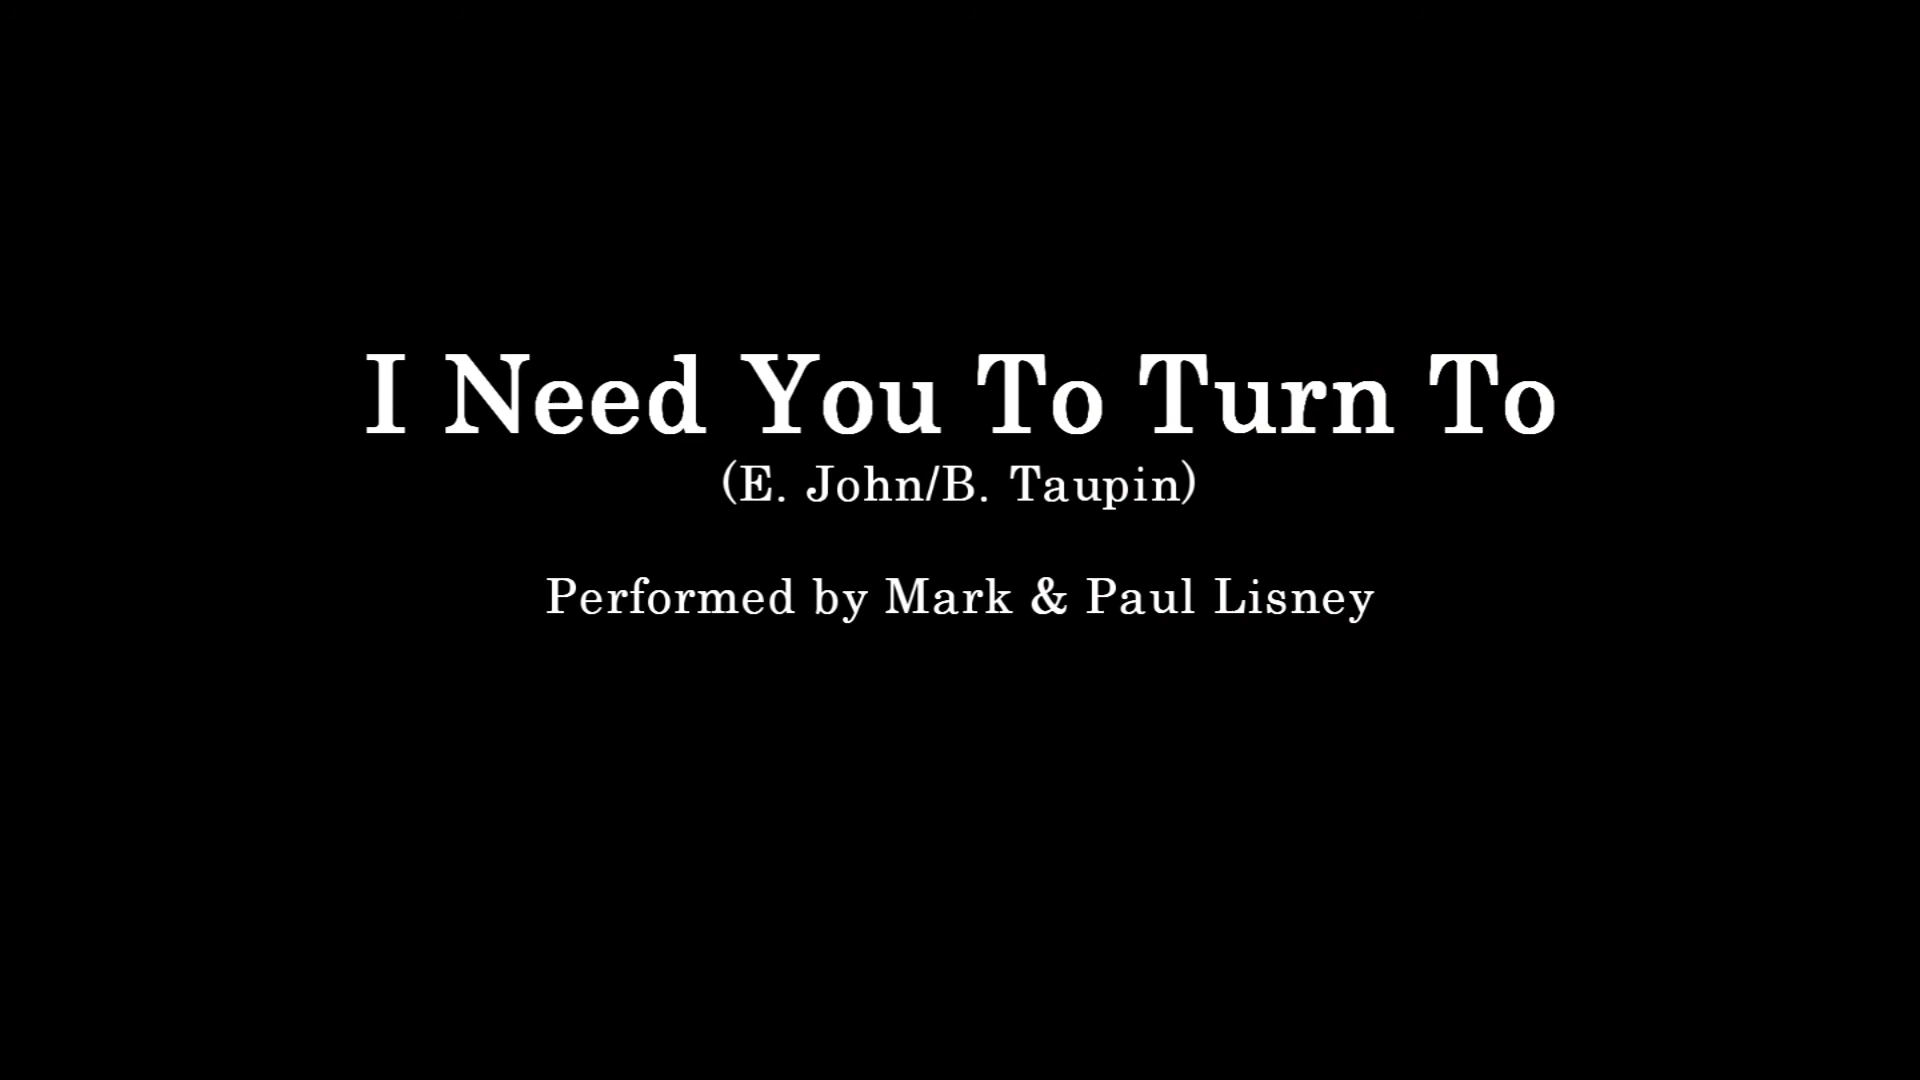 I Need You To Turn To
(E. John/B. Taupin)
Performed by Mark & Paul Lisney